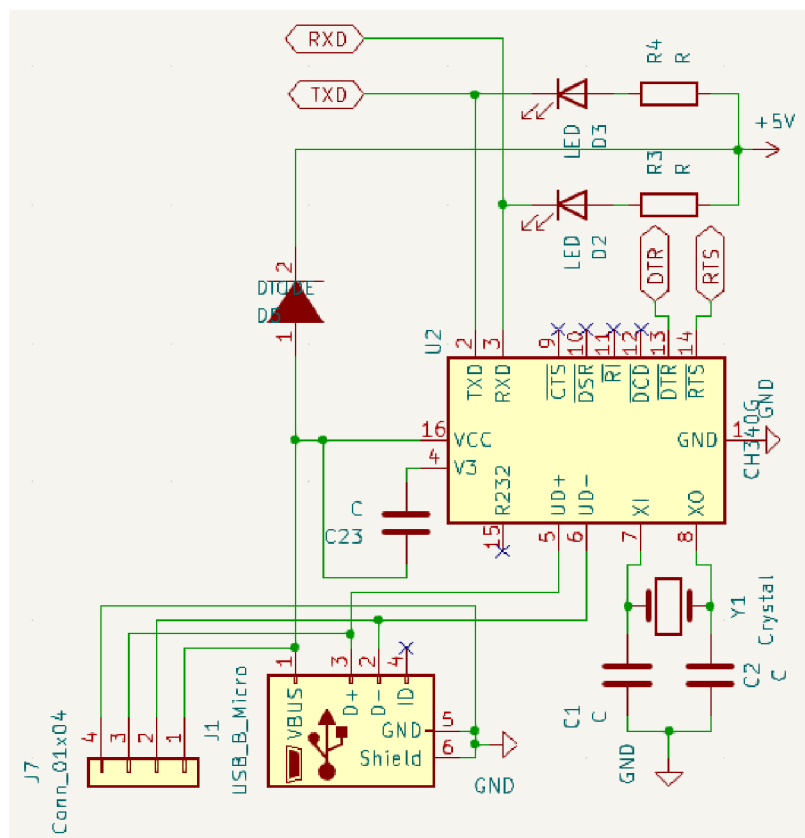 RXD
TXD
R4
R
LED
D3
+5V
R3
R
LED
D2
DTR
RTS
2
DIODE
D5
1
U2
2
3
9
10
11
12
13
14
TXD
RXD
CTS
DSR
RI
DCD
DTR
RTS
16
VCC
4
V3
GND
1
GND
CH340G
C
C23
R232
UD+
UD-
XI
XO
15
5
6
7
8
Y1
Crystal
C1
C
C2
C
GND
1
3
2
4
VBUS
D+
D-
ID
GND
5
Shield
6
GND
J1
USB_B_Micro
4
3
2
1
J7
Conn_01x04